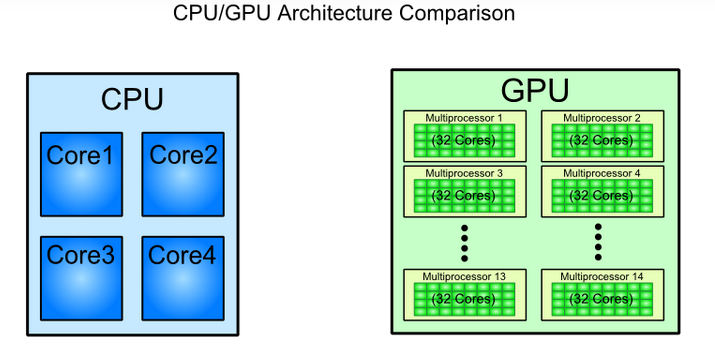 CPU/GPU Architecture Comparison
CPU
Core1
Core2
Core3
Core4
GPU
Multiprocessor 1
(32 Cores)
Multiprocessor 2
(32 Cores)
Multiprocessor 3
(32 Cores)
Multiprocessor 4
(32 Cores)
Multiprocessor 13
(32 Cores)
Multiprocessor 14
(32 Cores)